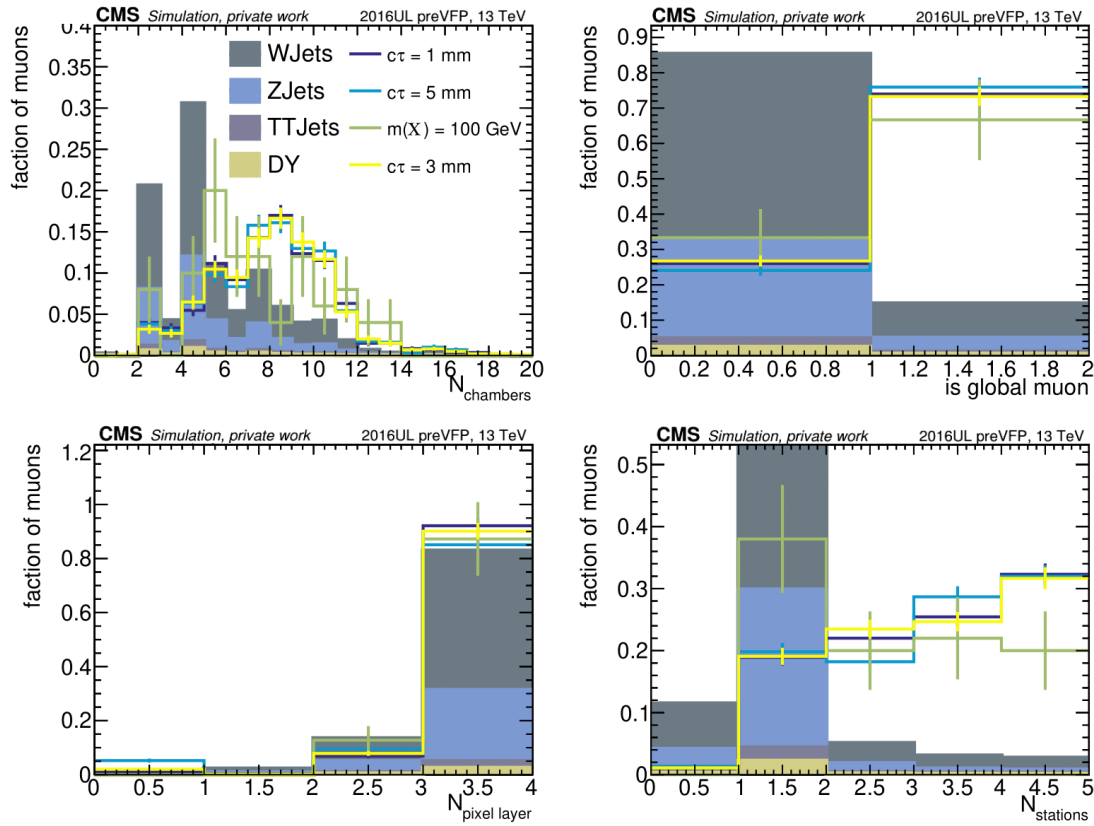 CMS Simulation, private work 2016UL preVFP, 13 TeV
faction of muons
0.4
0.35
0.3
0.25
0.2
0.15
0.1
0.05
0
WJets
ZJets
TTJets
DY
cτ = 1 mm
cτ = 5 mm
m(X) = 100 GeV
cτ = 3 mm
0 2 4 6 8 10 12 14 16 18 20
N_chambers
CMS Simulation, private work 2016UL preVFP, 13 TeV
faction of muons
0.9
0.8
0.7
0.6
0.5
0.4
0.3
0.2
0.1
0
0 0.2 0.4 0.6 0.8 1 1.2 1.4 1.6 1.8 2
is global muon
CMS Simulation, private work 2016UL preVFP, 13 TeV
faction of muons
1.2
1
0.8
0.6
0.4
0.2
0
0 0.5 1 1.5 2 2.5 3 3.5 4
N_pixel layer
CMS Simulation, private work 2016UL preVFP, 13 TeV
faction of muons
0.5
0.4
0.3
0.2
0.1
0
0 0.5 1 1.5 2 2.5 3 3.5 4 4.5 5
N_stations